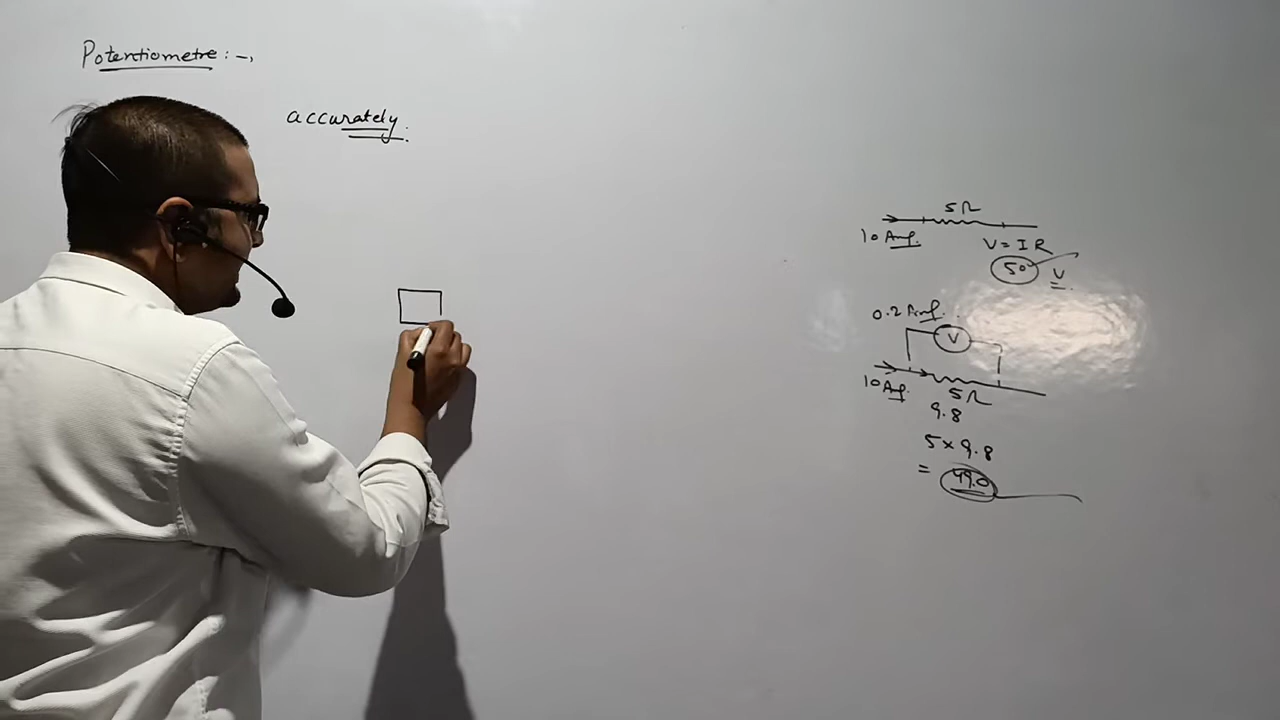 Potentiometre :-
accurately.
5Ω
10 Amp.
V = I R
50 V
0.2 Amp.
V
10 Amp.
5Ω
9.8
5 × 9.8
= 49.0